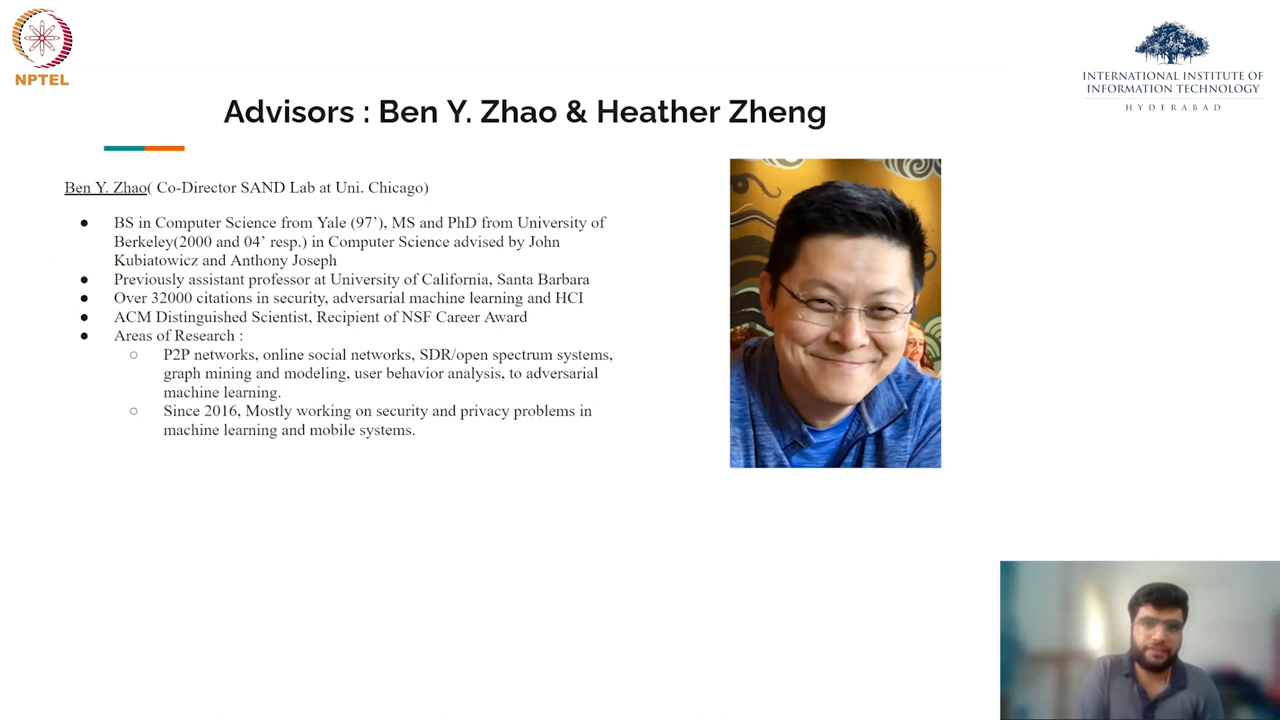 NPTEL
INTERNATIONAL INSTITUTE OF
INFORMATION TECHNOLOGY
HYDERABAD
Advisors : Ben Y. Zhao & Heather Zheng
Ben Y. Zhao( Co-Director SAND Lab at Uni. Chicago)
● BS in Computer Science from Yale (97’), MS and PhD from University of
Berkeley(2000 and 04’ resp.) in Computer Science advised by John
Kubiatowicz and Anthony Joseph
● Previously assistant professor at University of California, Santa Barbara
● Over 32000 citations in security, adversarial machine learning and HCI
● ACM Distinguished Scientist, Recipient of NSF Career Award
● Areas of Research :
○ P2P networks, online social networks, SDR/open spectrum systems,
graph mining and modeling, user behavior analysis, to adversarial
machine learning.
○ Since 2016, Mostly working on security and privacy problems in
machine learning and mobile systems.